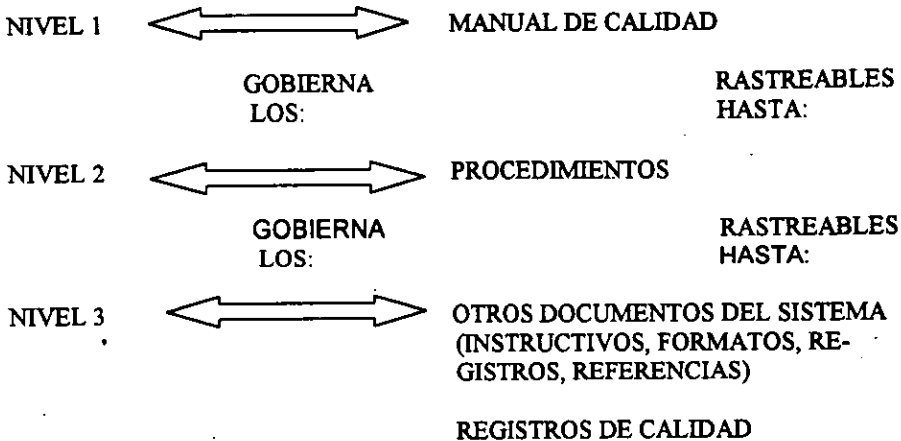 NIVEL 1 MANUAL DE CALIDAD
GOBIERNA RASTREABLES
LOS: HASTA:
NIVEL 2 PROCEDIMIENTOS
GOBIERNA RASTREABLES
LOS: HASTA:
NIVEL 3 OTROS DOCUMENTOS DEL SISTEMA
(INSTRUCTIVOS, FORMATOS, RE-
GISTROS, REFERENCIAS)
REGISTROS DE CALIDAD